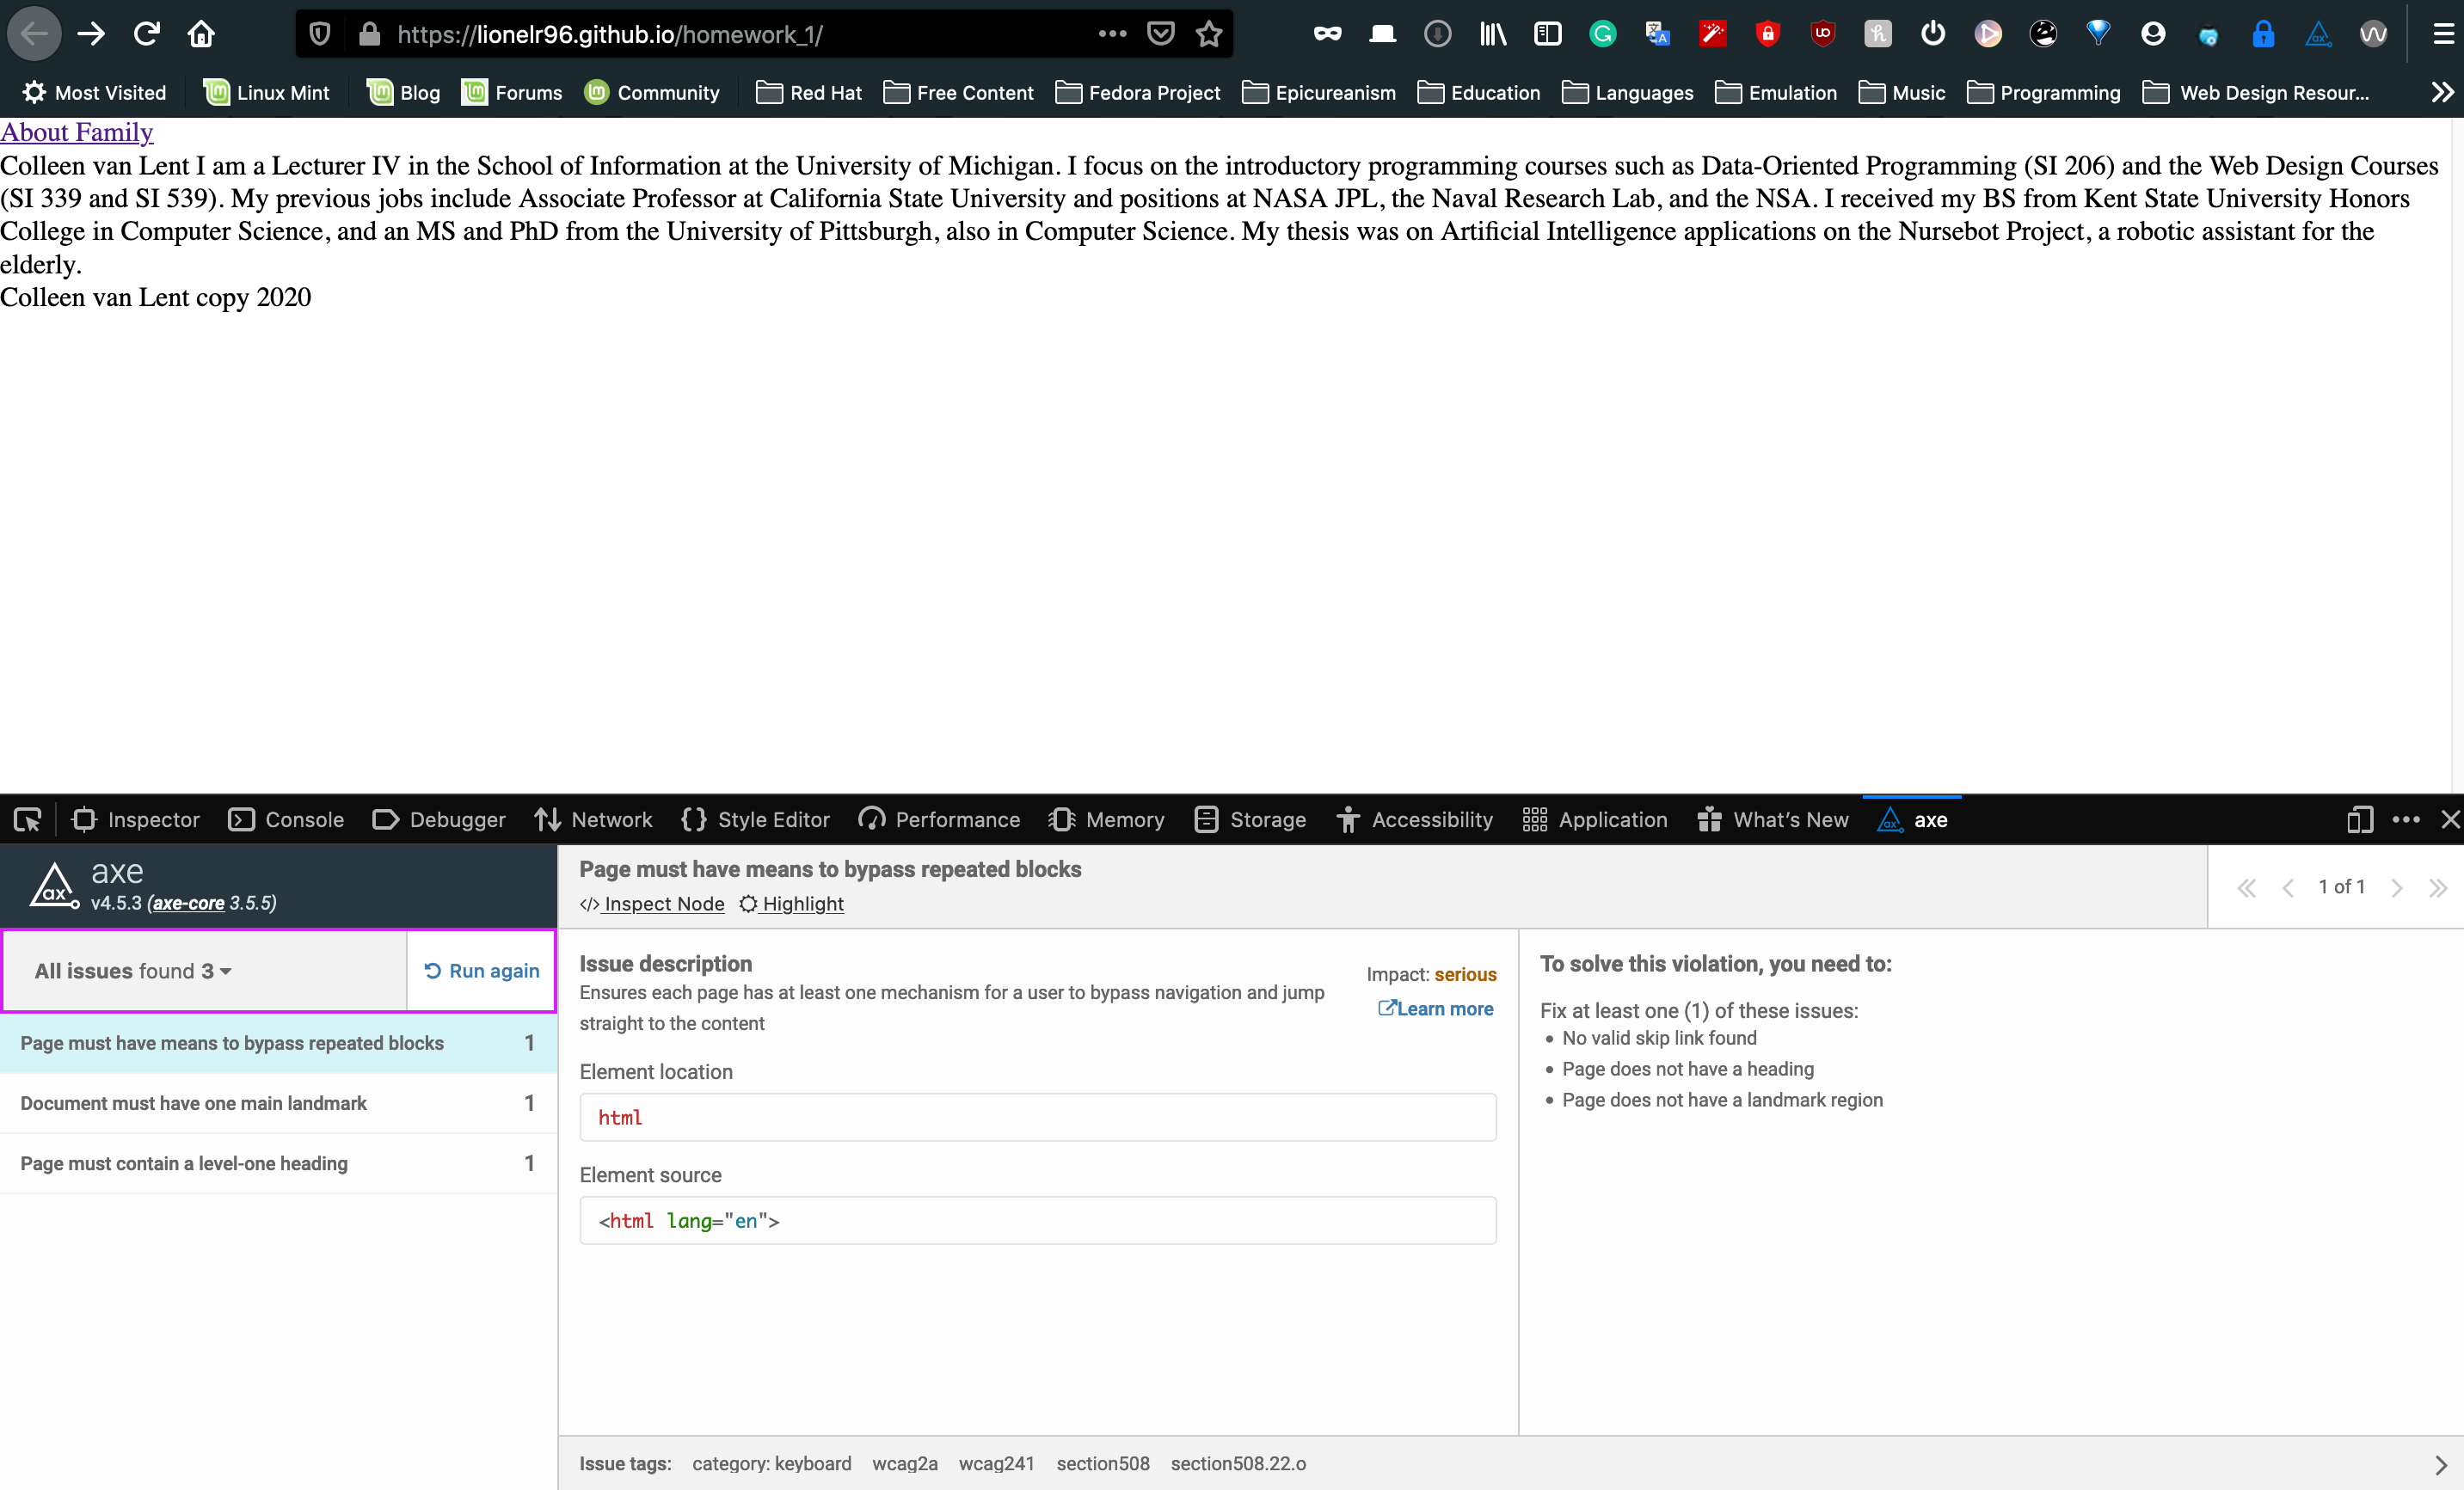 https://lionelr96.github.io/homework_1/
Most Visited Linux Mint Blog Forums Community Red Hat Free Content Fedora Project Epicureanism Education Languages Emulation Music Programming Web Design Resour...
About Family
Colleen van Lent I am a Lecturer IV in the School of Information at the University of Michigan. I focus on the introductory programming courses such as Data-Oriented Programming (SI 206) and the Web Design Courses
(SI 339 and SI 539). My previous jobs include Associate Professor at California State University and positions at NASA JPL, the Naval Research Lab, and the NSA. I received my BS from Kent State University Honors
College in Computer Science, and an MS and PhD from the University of Pittsburgh, also in Computer Science. My thesis was on Artificial Intelligence applications on the Nursebot Project, a robotic assistant for the
elderly.
Colleen van Lent copy 2020
Inspector Console Debugger Network Style Editor Performance Memory Storage Accessibility Application What's New axe
axe
v4.5.3 (axe-core 3.5.5)
All issues found 3 Run again
Page must have means to bypass repeated blocks 1
Document must have one main landmark 1
Page must contain a level-one heading 1
Page must have means to bypass repeated blocks
</> Inspect Node Highlight
1 of 1
Issue description
Ensures each page has at least one mechanism for a user to bypass navigation and jump
straight to the content
Impact: serious
Learn more
Element location
html
Element source
<html lang="en">
To solve this violation, you need to:
Fix at least one (1) of these issues:
• No valid skip link found
• Page does not have a heading
• Page does not have a landmark region
Issue tags: category: keyboard wcag2a wcag241 section508 section508.22.o